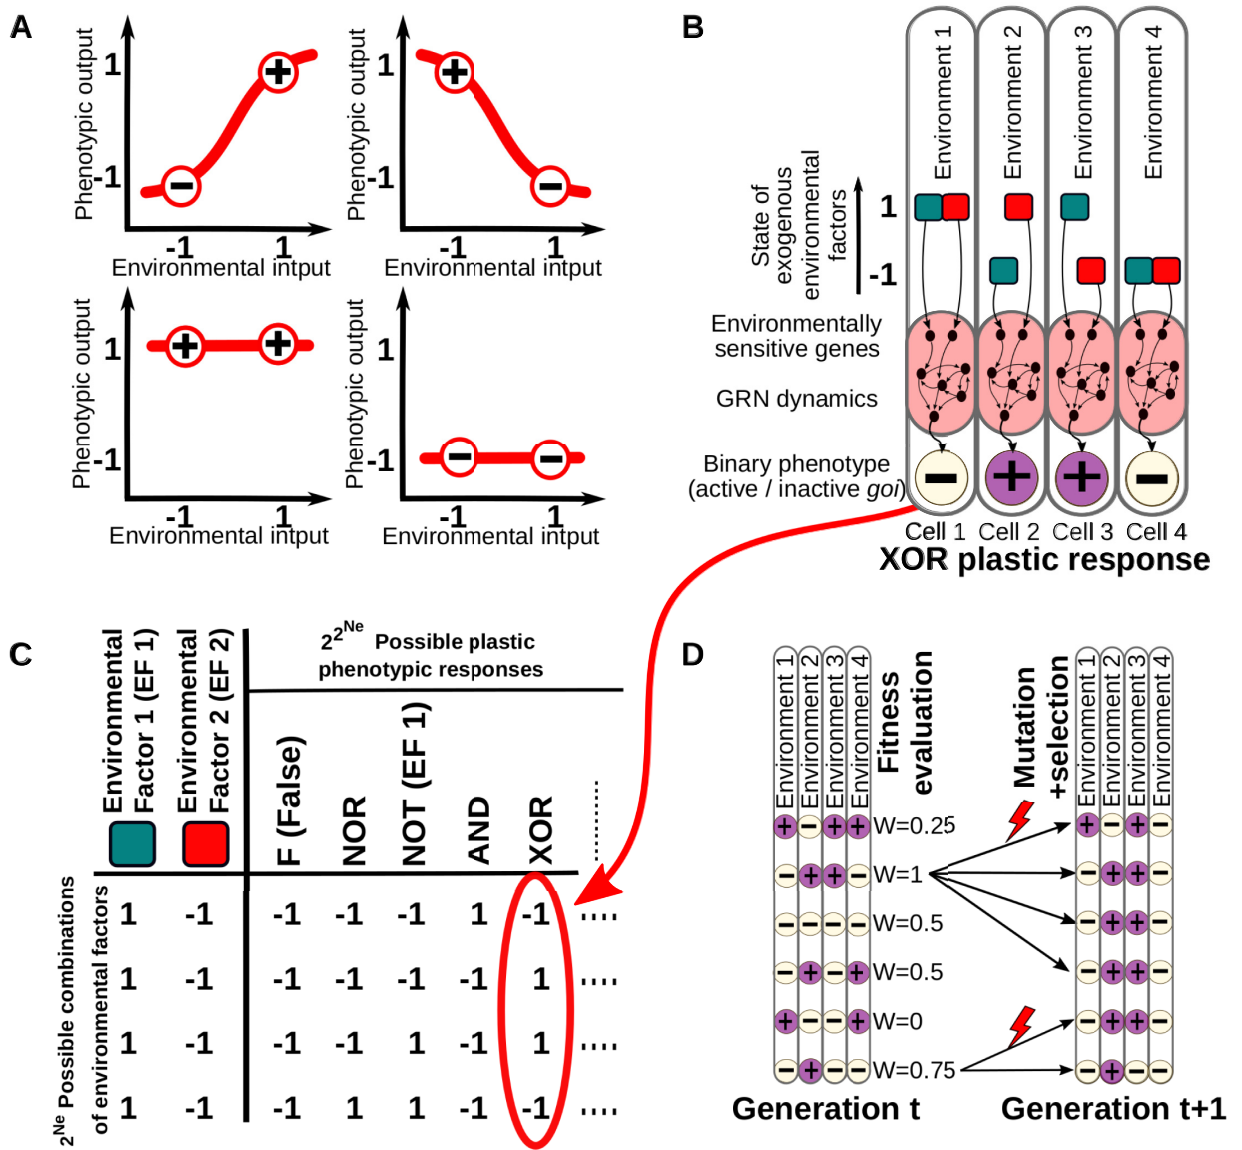 A
Phenotypic output
1
-1
-1
1
Environmental intput
Phenotypic output
1
-1
-1
1
Environmental intput
Phenotypic output
1
-1
-1
1
Environmental intput
Phenotypic output
1
-1
-1
1
Environmental intput
B
Environment 1
Environment 2
Environment 3
Environment 4
State of
exogenous
environmental
factors
1
-1
Environmentally
sensitive genes
GRN dynamics
Binary phenotype
(active / inactive goi)
− + + −
Cell 1 Cell 2 Cell 3 Cell 4
XOR plastic response
C
Environmental
Factor 1 (EF 1)
Environmental
Factor 2 (EF 2)
2^2^Ne Possible plastic
phenotypic responses
F (False)
NOR
NOT (EF 1)
AND
XOR
2^Ne Possible combinations
of environmental factors
1 -1 -1 -1 -1 1 -1 ....
1 -1 -1 -1 -1 -1 1 ....
1 -1 -1 -1 1 -1 1 ....
1 -1 -1 1 1 -1 -1 ....
D
Environment 1
Environment 2
Environment 3
Environment 4
Fitness
evaluation
Mutation
+selection
Environment 1
Environment 2
Environment 3
Environment 4
+ − + + W=0.25 + − + −
− + + − W=1 − + + −
− − − − W=0.5 − + + −
− + − + W=0.5 − + + −
+ − − + W=0 − + + −
− + − − W=0.75 − + − −
Generation t
Generation t+1